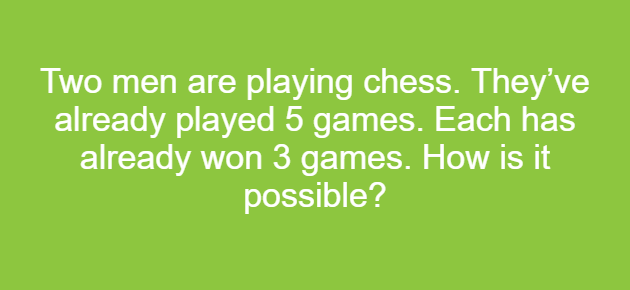 Two men are playing chess. They’ve
already played 5 games. Each has
already won 3 games. How is it
possible?